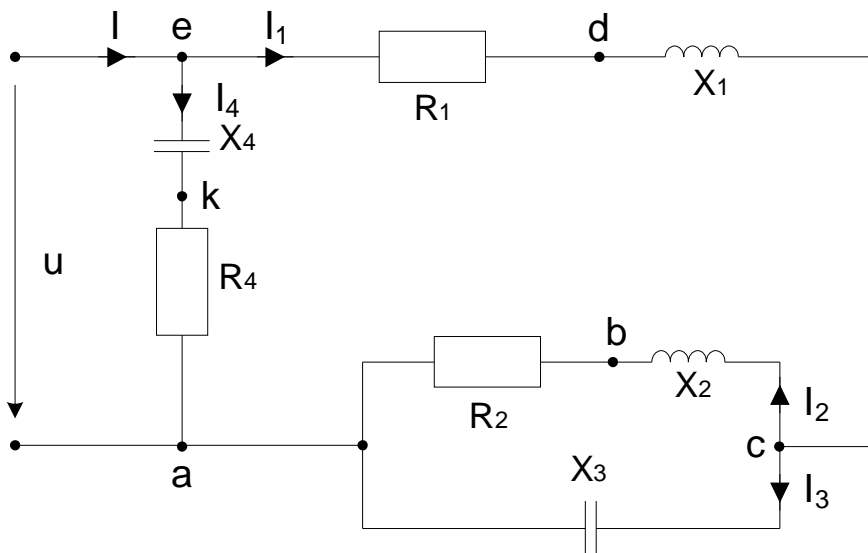 I e I₁ d
R₁ X₁
I₄
X₄
k
u R₄
b
R₂ X₂ I₂
a X₃ c
I₃